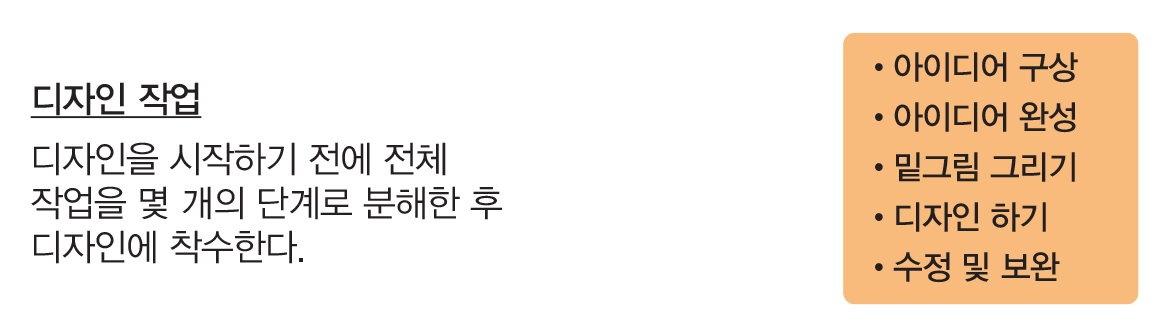 디자인 작업
디자인을 시작하기 전에 전체
작업을 몇 개의 단계로 분해한 후
디자인에 착수한다.
• 아이디어 구상
• 아이디어 완성
• 밑그림 그리기
• 디자인 하기
• 수정 및 보완